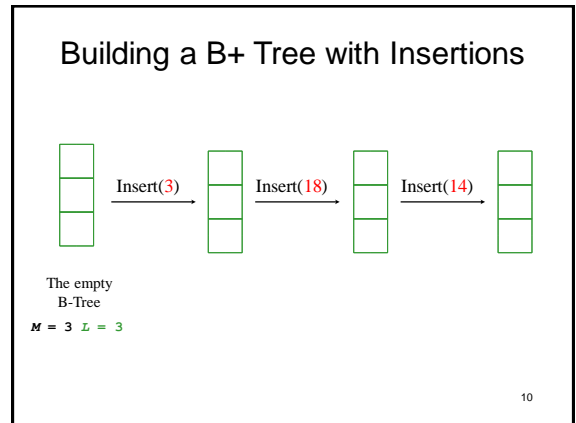 Building a B+ Tree with Insertions
Insert(3)
Insert(18)
Insert(14)
The empty
B-Tree
M = 3 L = 3
10